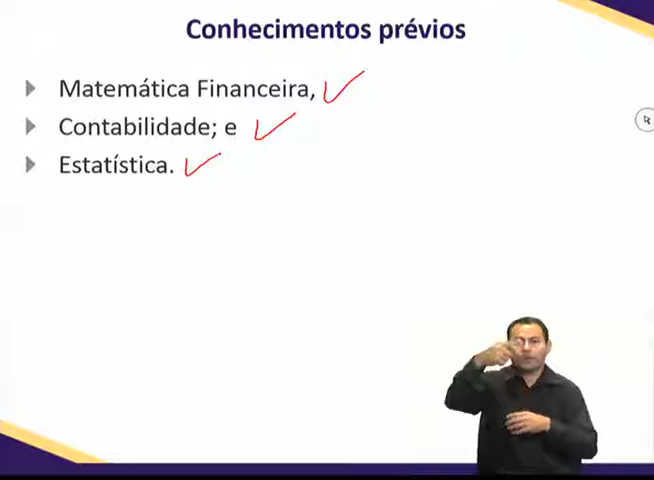 Conhecimentos prévios
Matemática Financeira,
Contabilidade; e
Estatística.